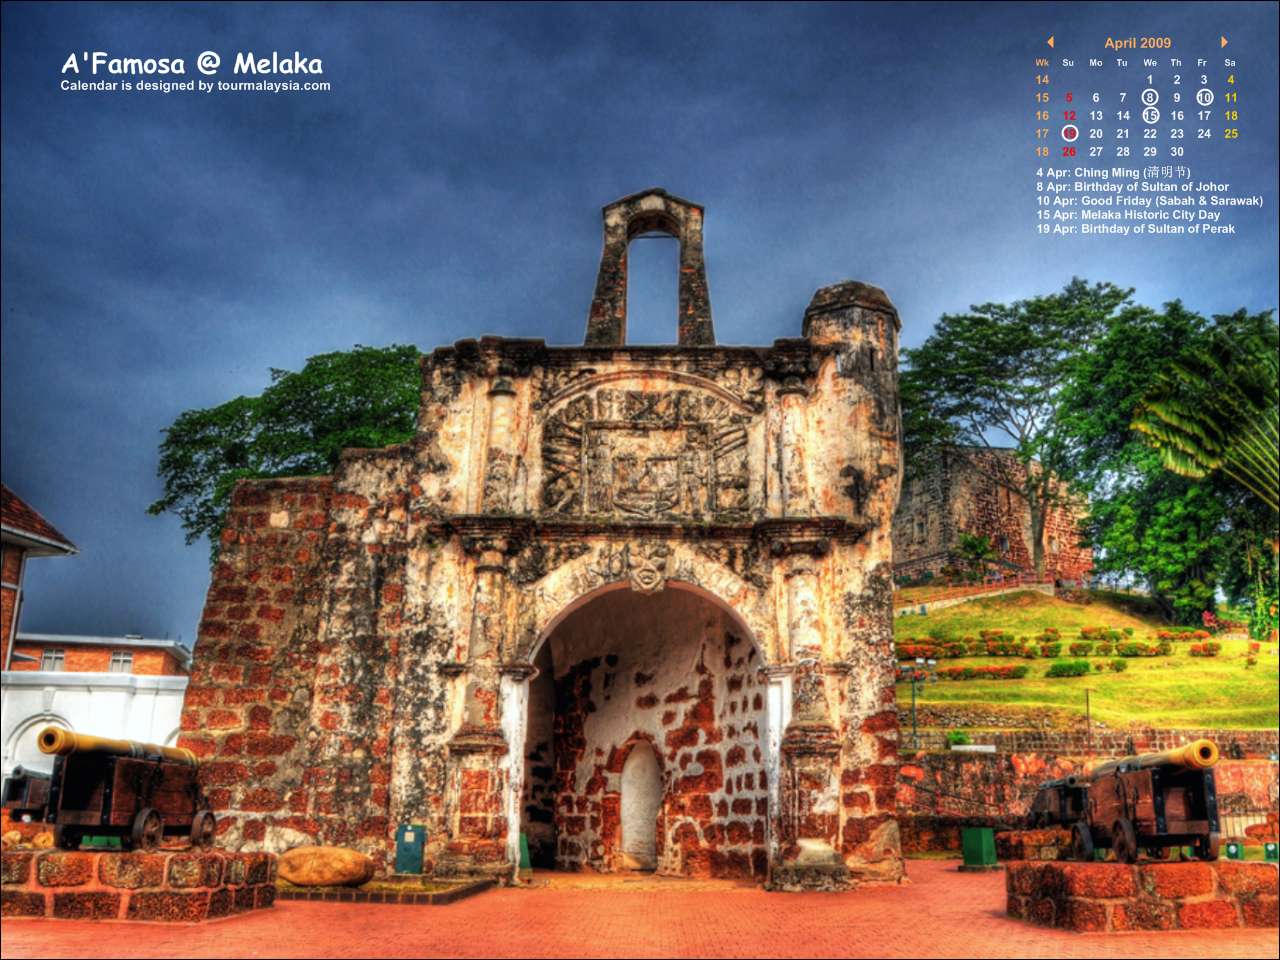 A'Famosa @ Melaka
Calendar is designed by tourmalaysia.com
April 2009
Wk Su Mo Tu We Th Fr Sa
14 1 2 3 4
15 5 6 7 8 9 10 11
16 12 13 14 15 16 17 18
17 19 20 21 22 23 24 25
18 26 27 28 29 30
4 Apr: Ching Ming (清明节)
8 Apr: Birthday of Sultan of Johor
10 Apr: Good Friday (Sabah & Sarawak)
15 Apr: Melaka Historic City Day
19 Apr: Birthday of Sultan of Perak